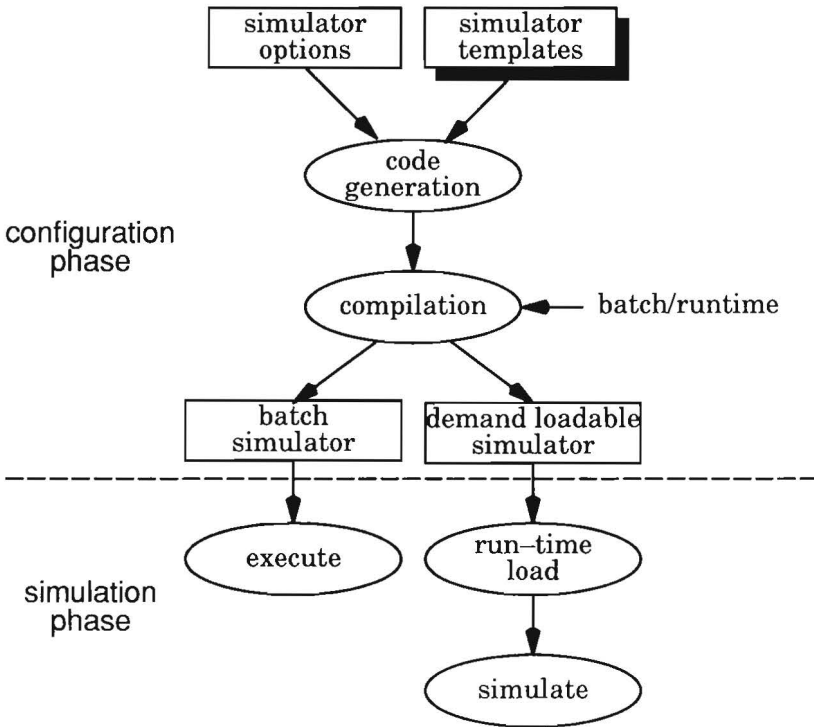 simulator
options
simulator
templates
code
generation
configuration
phase
compilation
batch/runtime
batch
simulator
demand loadable
simulator
execute
run–time
load
simulation
phase
simulate